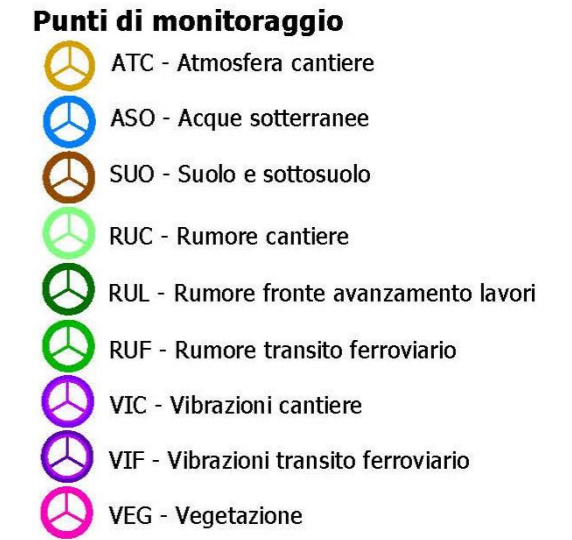 Punti di monitoraggio
ATC - Atmosfera cantiere
ASO - Acque sotterranee
SUO - Suolo e sottosuolo
RUC - Rumore cantiere
RUL - Rumore fronte avanzamento lavori
RUF - Rumore transito ferroviario
VIC - Vibrazioni cantiere
VIF - Vibrazioni transito ferroviario
VEG - Vegetazione